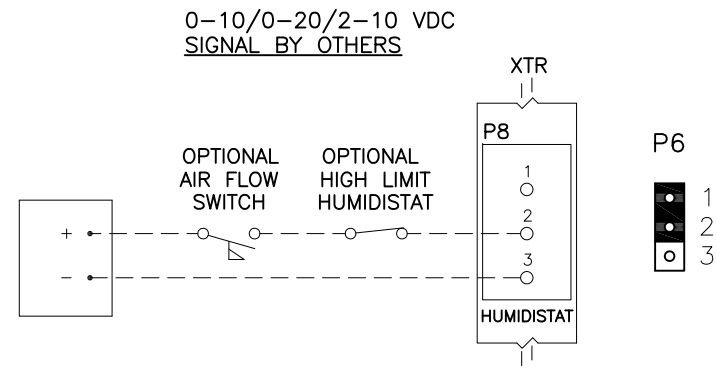 0-10/0-20/2-10 VDC
SIGNAL BY OTHERS
XTR
P8
P6
OPTIONAL
AIR FLOW
SWITCH
OPTIONAL
HIGH LIMIT
HUMIDISTAT
1
2
3
+
-
1
2
3
HUMIDISTAT